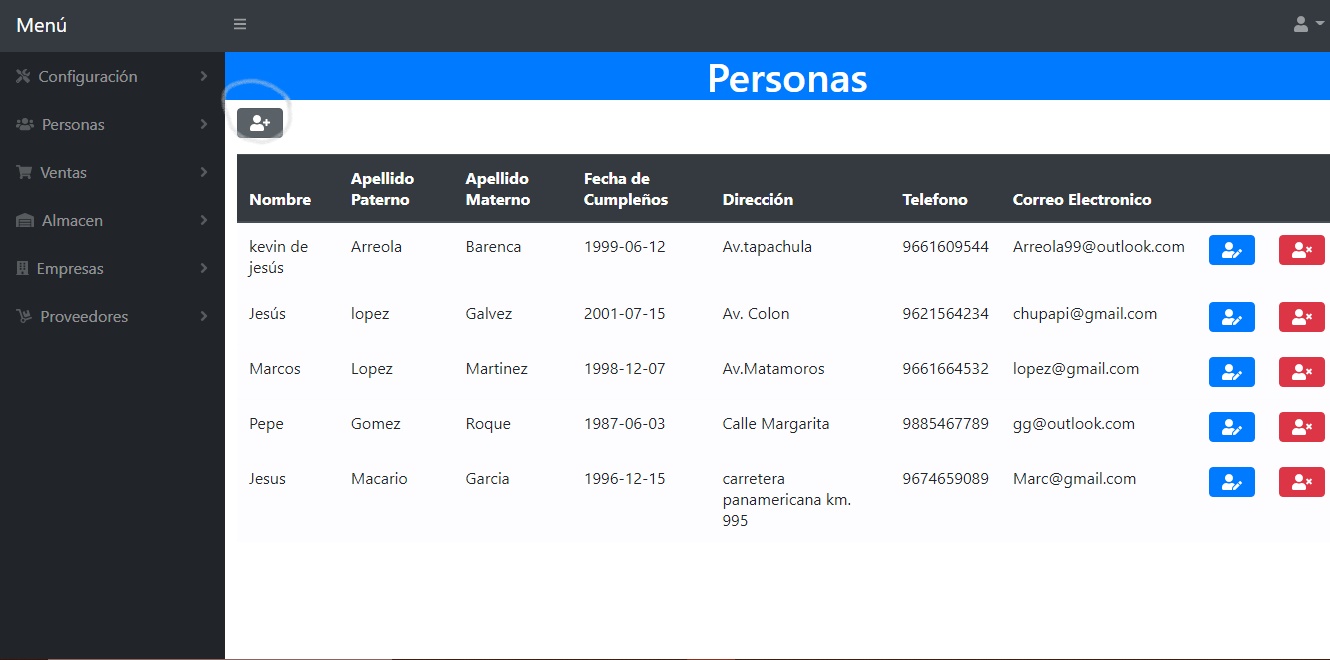 Menú
Configuración
Personas
Ventas
Almacen
Empresas
Proveedores
Personas
Nombre Apellido Paterno Apellido Materno Fecha de Cumpleños Dirección Telefono Correo Electronico
kevin de jesús Arreola Barenca 1999-06-12 Av.tapachula 9661609544 Arreola99@outlook.com
Jesús lopez Galvez 2001-07-15 Av. Colon 9621564234 chupapi@gmail.com
Marcos Lopez Martinez 1998-12-07 Av.Matamoros 9661664532 lopez@gmail.com
Pepe Gomez Roque 1987-06-03 Calle Margarita 9885467789 gg@outlook.com
Jesus Macario Garcia 1996-12-15 carretera panamericana km. 995 9674659089 Marc@gmail.com